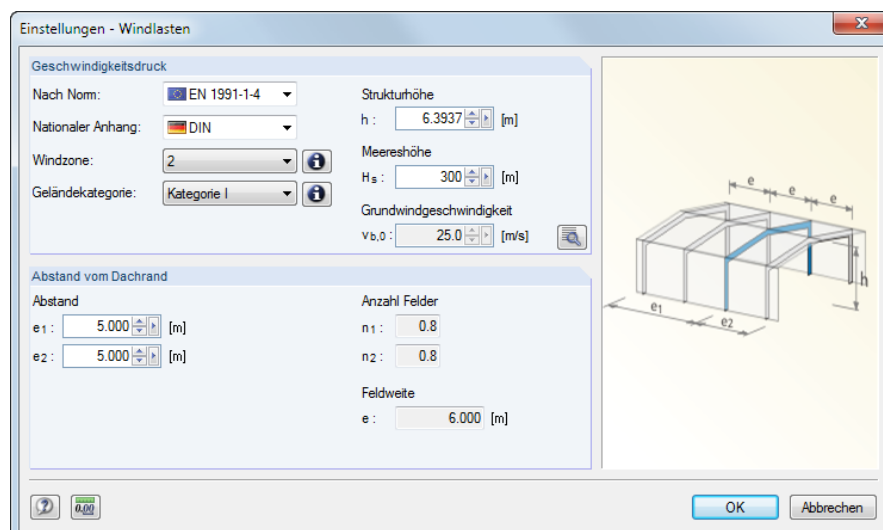 Einstellungen - Windlasten
Geschwindigkeitsdruck
Nach Norm: EN 1991-1-4
Nationaler Anhang: DIN
Windzone: 2
Geländekategorie: Kategorie I
Strukturhöhe
h : 6.3937 [m]
Meereshöhe
Hs : 300 [m]
Grundwindgeschwindigkeit
vb,0 : 25.0 [m/s]
Abstand vom Dachrand
Abstand
e1 : 5.000 [m]
e2 : 5.000 [m]
Anzahl Felder
n1 : 0.8
n2 : 0.8
Feldweite
e : 6.000 [m]
e
e
e
h
e1
e2
0.00
OK
Abbrechen